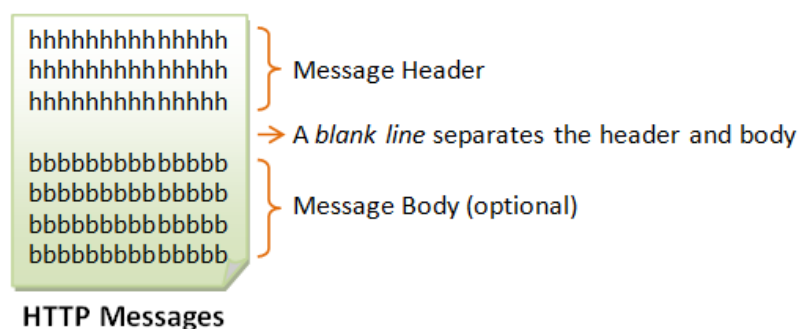 hhhhhhhhhhhhhh
hhhhhhhhhhhhhh
hhhhhhhhhhhhhh
Message Header
A blank line separates the header and body
bbbbbbbbbbbbbb
bbbbbbbbbbbbbb
bbbbbbbbbbbbbb
bbbbbbbbbbbbbb
Message Body (optional)
HTTP Messages